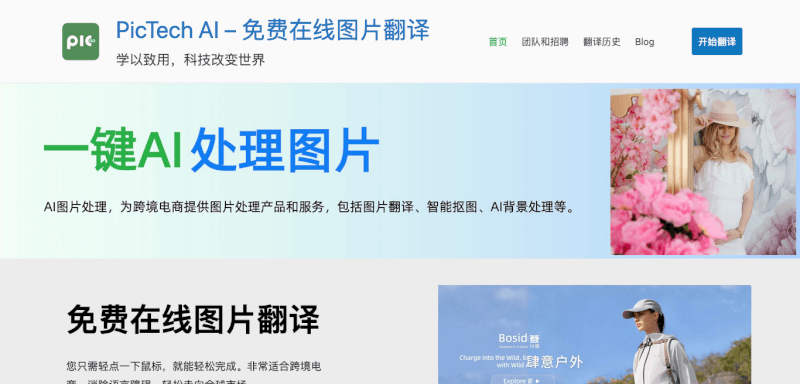 pic
PicTech AI – 免费在线图片翻译
学以致用，科技改变世界
首页 团队和招聘 翻译历史 Blog
开始翻译
一键AI 处理图片
AI图片处理，为跨境电商提供图片处理产品和服务，包括图片翻译、智能抠图、AI背景处理等。
免费在线图片翻译
您只需轻点一下鼠标，就能轻松完成。非常适合跨境电
商，消除语言障碍，轻松走向全球市场。
Bosid
Charge into the Wild,
with Wild
肆意户外
Explore